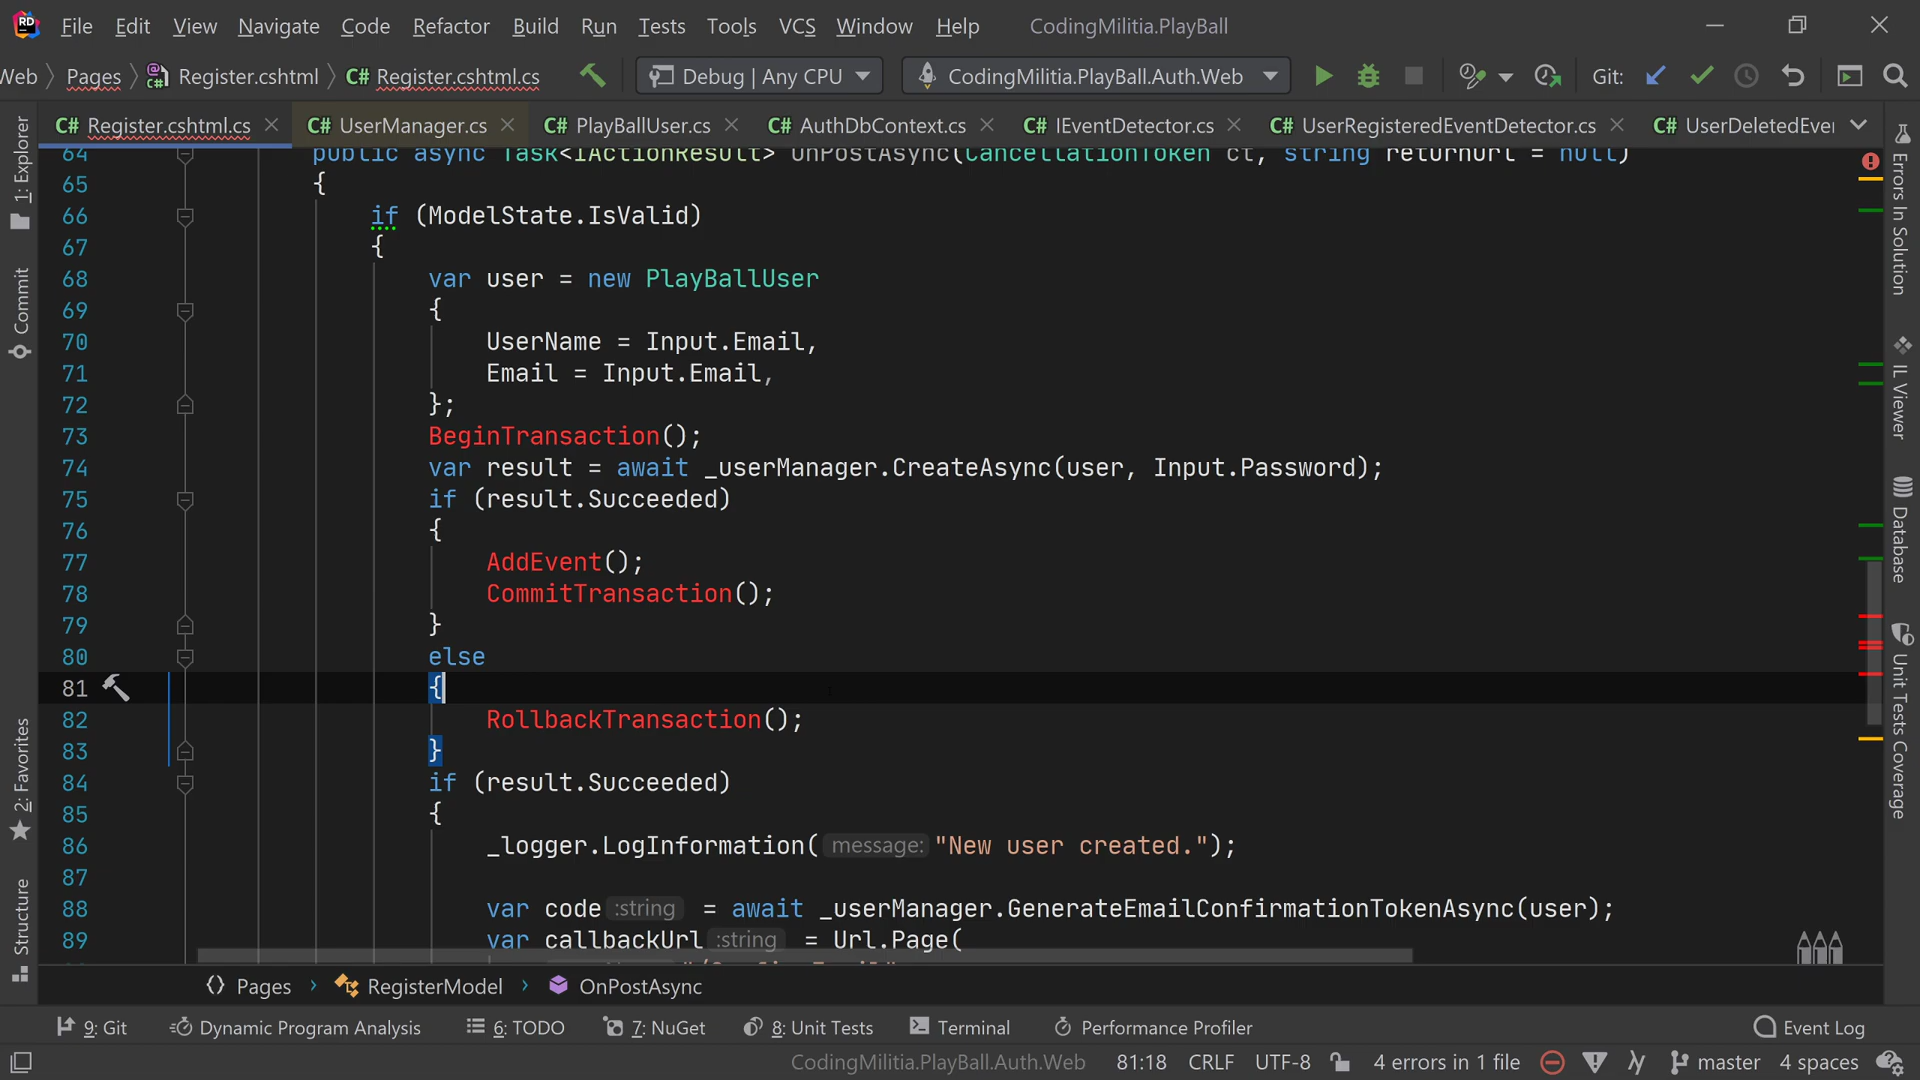 RD File Edit View Navigate Code Refactor Build Run Tests Tools VCS Window Help CodingMilitia.PlayBall
Web Pages Register.cshtml C# Register.cshtml.cs Debug | Any CPU CodingMilitia.PlayBall.Auth.Web Git:
C# Register.cshtml.cs C# UserManager.cs C# PlayBallUser.cs C# AuthDbContext.cs C# IEventDetector.cs C# UserRegisteredEventDetector.cs C# UserDeletedEve
64 public async Task<IActionResult> OnPostAsync(CancellationToken ct, string returnUrl = null)
65 {
66 if (ModelState.IsValid)
67 {
68 var user = new PlayBallUser
69 {
70 UserName = Input.Email,
71 Email = Input.Email,
72 };
73 BeginTransaction();
74 var result = await _userManager.CreateAsync(user, Input.Password);
75 if (result.Succeeded)
76 {
77 AddEvent();
78 CommitTransaction();
79 }
80 else
81 {
82 RollbackTransaction();
83 }
84 if (result.Succeeded)
85 {
86 _logger.LogInformation( message: "New user created.");
87
88 var code :string = await _userManager.GenerateEmailConfirmationTokenAsync(user);
89 var callbackUrl :string = Url.Page(
1: Explorer
Commit
2: Favorites
Structure
Errors In Solution
IL Viewer
Database
Unit Tests Coverage
Pages RegisterModel OnPostAsync
9: Git Dynamic Program Analysis 6: TODO 7: NuGet 8: Unit Tests Terminal Performance Profiler Event Log
CodingMilitia.PlayBall.Auth.Web 81:18 CRLF UTF-8 4 errors in 1 file master 4 spaces